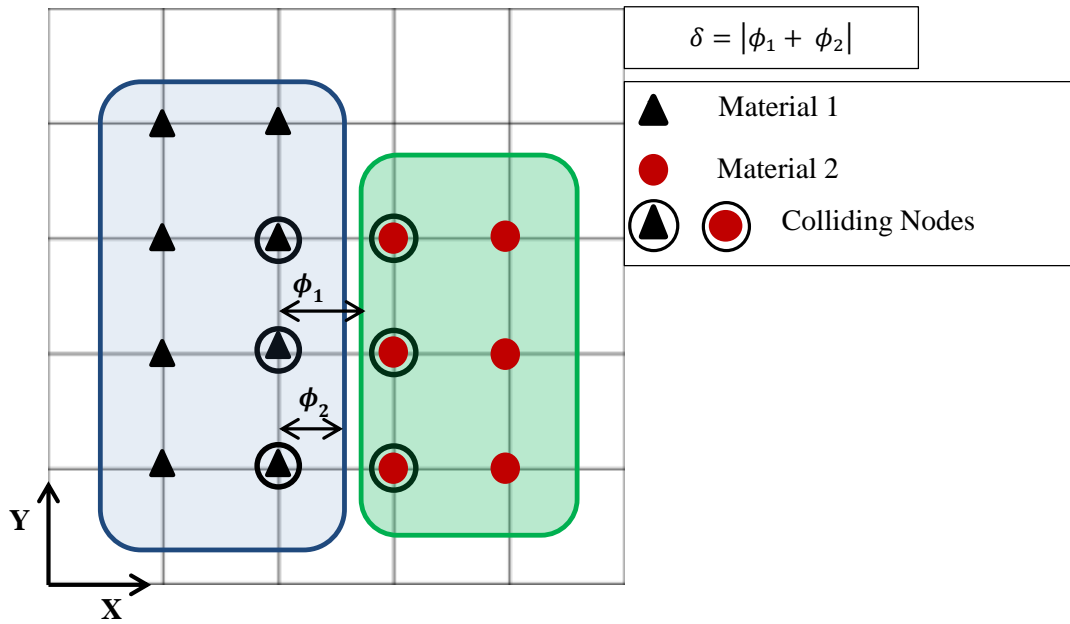 δ = |ϕ₁ + ϕ₂|
Material 1
Material 2
Colliding Nodes
ϕ₁
ϕ₂
Y
X